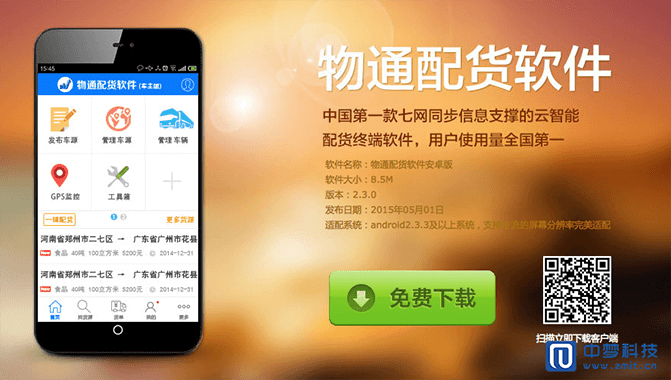 15:45
物通配货软件(车主版)
发布车源
管理车源
管理车辆
GPS监控
工具箱
一键配货
1
2
更多货源
河南省郑州市二七区 → 广东省广州市花县
New 食品 40吨 100立方米 5200元 2014-12-31
河南省郑州市二七区 → 广东省广州市花县
New 食品 40吨 100立方米 5200元 2014-12-31
首页
找货源
货单
我的
更多
物通配货软件
中国第一款七网同步信息支撑的云智能
配货终端软件，用户使用量全国第一
软件名称：物通配货软件安卓版
软件大小：8.5M
版本：2.3.0
发布日期：2015年05月01日
适配系统：android2.3.3及以上系统，支持主流的屏幕分辨率完美适配
免费下载
扫描立即下载客户端
中梦科技
www.zmjt.cn